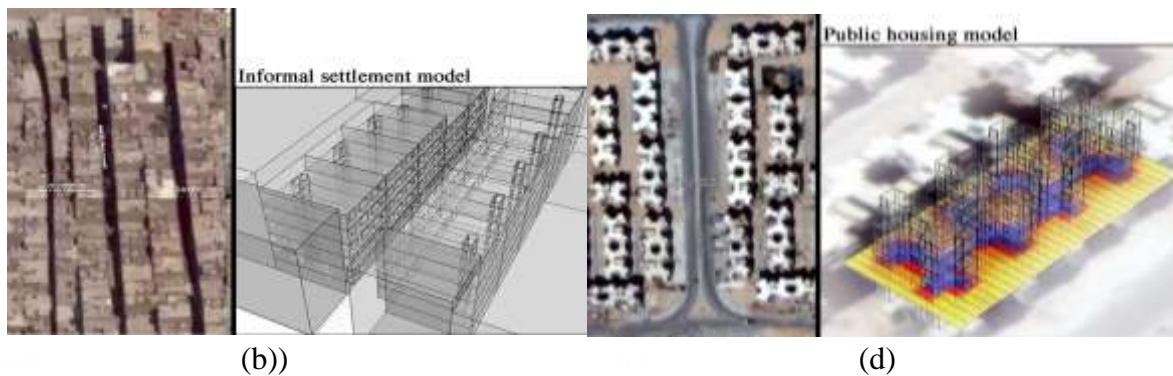 Public housing model
Informal settlement model
(b))
(d)